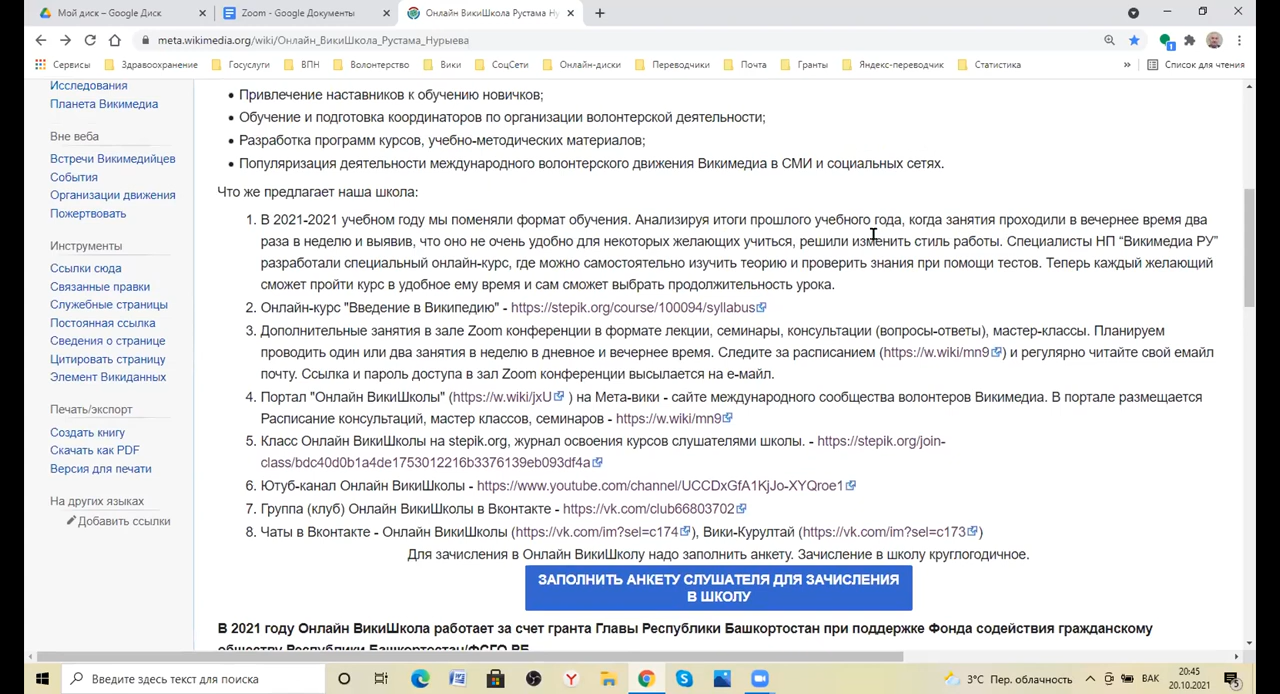 Мой диск – Google Диск
Zoom - Google Документы
Онлайн ВикиШкола Рустама Ну
meta.wikimedia.org/wiki/Онлайн_ВикиШкола_Рустама_Нурыева
1
Сервисы
Здравоохранение
Госуслуги
ВПН
Волонтерство
Вики
СоцСети
Онлайн-диски
Переводчики
Почта
Гранты
Яндекс-переводчик
Статистика
»
Список для чтения
Исследования
Планета Викимедиа
Вне веба
Встречи Викимедийцев
События
Организации движения
Пожертвовать
Инструменты
Ссылки сюда
Связанные правки
Служебные страницы
Постоянная ссылка
Сведения о странице
Цитировать страницу
Элемент Викиданных
Печать/экспорт
Создать книгу
Скачать как PDF
Версия для печати
На других языках
Добавить ссылки
• Привлечение наставников к обучению новичков;
• Обучение и подготовка координаторов по организации волонтерской деятельности;
• Разработка программ курсов, учебно-методических материалов;
• Популяризация деятельности международного волонтерского движения Викимедиа в СМИ и социальных сетях.
Что же предлагает наша школа:
1. В 2021-2021 учебном году мы поменяли формат обучения. Анализируя итоги прошлого учебного года, когда занятия проходили в вечернее время два
раза в неделю и выявив, что оно не очень удобно для некоторых желающих учиться, решили изменить стиль работы. Специалисты НП “Викимедиа РУ”
разработали специальный онлайн-курс, где можно самостоятельно изучить теорию и проверить знания при помощи тестов. Теперь каждый желающий
сможет пройти курс в удобное ему время и сам сможет выбрать продолжительность урока.
2. Онлайн-курс "Введение в Википедию" - https://stepik.org/course/100094/syllabus
3. Дополнительные занятия в зале Zoom конференции в формате лекции, семинары, консультации (вопросы-ответы), мастер-классы. Планируем
проводить один или два занятия в неделю в дневное и вечернее время. Следите за расписанием (https://w.wiki/mn9) и регулярно читайте свой емайл
почту. Ссылка и пароль доступа в зал Zoom конференции высылается на е-майл.
4. Портал "Онлайн ВикиШколы" (https://w.wiki/jxU ) на Мета-вики - сайте международного сообщества волонтеров Викимедиа. В портале размещается
Расписание консультаций, мастер классов, семинаров - https://w.wiki/mn9
5. Класс Онлайн ВикиШколы на stepik.org, журнал освоения курсов слушателями школы. - https://stepik.org/join-
class/bdc40d0b1a4de1753012216b3376139eb093df4a
6. Ютуб-канал Онлайн ВикиШколы - https://www.youtube.com/channel/UCCDxGfA1KjJo-XYQroe1
7. Группа (клуб) Онлайн ВикиШколы в Вконтакте - https://vk.com/club66803702
8. Чаты в Вконтакте - Онлайн ВикиШколы (https://vk.com/im?sel=c174), Вики-Курултай (https://vk.com/im?sel=c173)
Для зачисления в Онлайн ВикиШколу надо заполнить анкету. Зачисление в школу круглогодичное.
ЗАПОЛНИТЬ АНКЕТУ СЛУШАТЕЛЯ ДЛЯ ЗАЧИСЛЕНИЯ
В ШКОЛУ
В 2021 году Онлайн ВикиШкола работает за счет гранта Главы Республики Башкортостан при поддержке Фонда содействия гражданскому
обществу Республики Башкортостан/ФСГО РБ
Введите здесь текст для поиска
3°C Пер. облачность
ВАК
20:45
20.10.2021
5